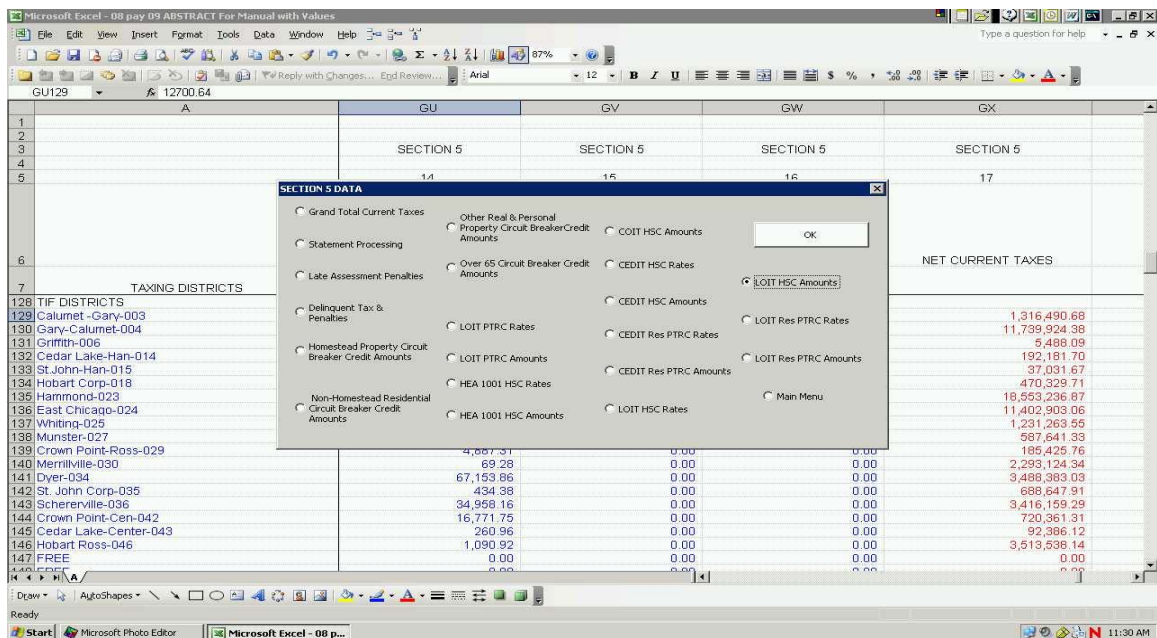 Microsoft Excel - 08 pay 09 ABSTRACT For Manual with Values
File Edit View Insert Format Tools Data Window Help
Type a question for help
87%
Reply with Changes... End Review...
Arial 12 B I U $ % ,
GU129 fx 12700.64
A GU GV GW GX
1
2
3 SECTION 5 SECTION 5 SECTION 5 SECTION 5
4
5 14 15 16 17
SECTION 5 DATA
Grand Total Current Taxes
Statement Processing
Late Assessment Penalties
Delinquent Tax &
Penalties
Homestead Property Circuit
Breaker Credit Amounts
Non-Homestead Residential
Circuit Breaker Credit
Amounts
Other Real & Personal
Property Circuit BreakerCredit
Amounts
Over 65 Circuit Breaker Credit
Amounts
LOIT PTRC Rates
LOIT PTRC Amounts
HEA 1001 HSC Rates
HEA 1001 HSC Amounts
COIT HSC Amounts
CEDIT HSC Rates
CEDIT HSC Amounts
CEDIT Res PTRC Rates
CEDIT Res PTRC Amounts
LOIT HSC Rates
OK
LOIT HSC Amounts
LOIT Res PTRC Rates
LOIT Res PTRC Amounts
Main Menu
6 NET CURRENT TAXES
7 TAXING DISTRICTS
128 TIF DISTRICTS
129 Calumet -Gary-003 1,316,490.68
130 Gary-Calumet-004 11,739,924.38
131 Griffith-006 5,488.09
132 Cedar Lake-Han-014 192,181.70
133 St.John-Han-015 37,031.67
134 Hobart Corp-018 470,329.71
135 Hammond-023 18,553,236.87
136 East Chicago-024 11,402,903.06
137 Whiting-025 1,231,263.55
138 Munster-027 587,641.33
139 Crown Point-Ross-029 4,887.31 0.00 0.00 185,425.76
140 Merrillville-030 69.28 0.00 0.00 2,293,124.34
141 Dyer-034 67,153.86 0.00 0.00 3,488,383.03
142 St. John Corp-035 434.38 0.00 0.00 688,647.91
143 Schererville-036 34,958.16 0.00 0.00 3,416,159.29
144 Crown Point-Cen-042 16,771.75 0.00 0.00 720,361.31
145 Cedar Lake-Center-043 260.96 0.00 0.00 92,386.12
146 Hobart Ross-046 1,090.92 0.00 0.00 3,513,538.14
147 FREE 0.00 0.00 0.00 0.00
A
Draw AutoShapes
Ready
Start Microsoft Photo Editor Microsoft Excel - 08 p... 11:30 AM